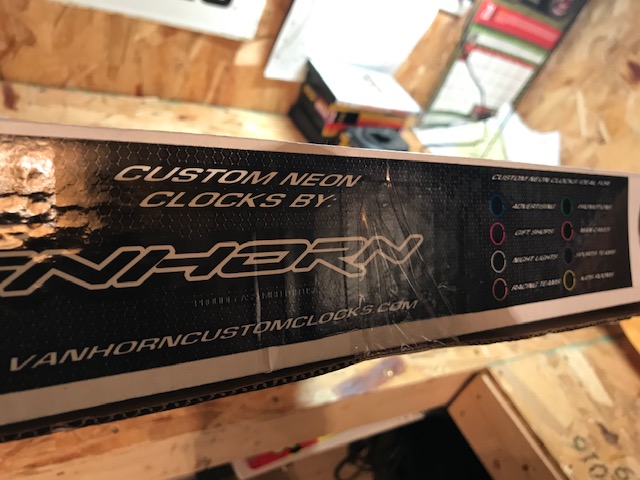 CUSTOM NEON
CLOCKS BY:
VANHORNCUSTOMCLOCKS.COM
CUSTOM NEON CLOCKS IDEAL FOR
ADVERTISING
GIFT SHOPS
NIGHT LIGHTS
RACING TEAMS
PROMOTIONS
MAN CAVES
SPORTS TEAMS
KIDS ROOMS